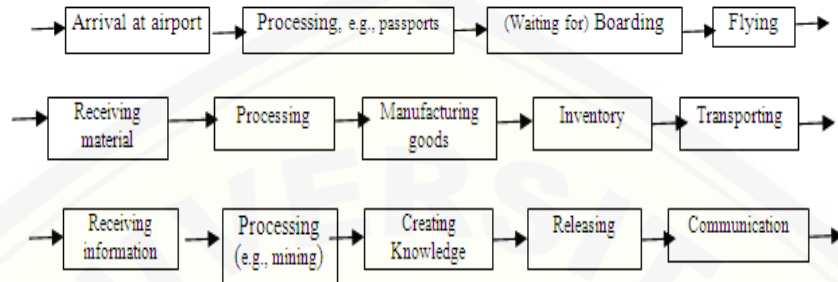 Arrival at airport
Processing, e.g., passports
(Waiting for) Boarding
Flying
Receiving
material
Processing
Manufacturing
goods
Inventory
Transporting
Receiving
information
Processing
(e.g., mining)
Creating
Knowledge
Releasing
Communication